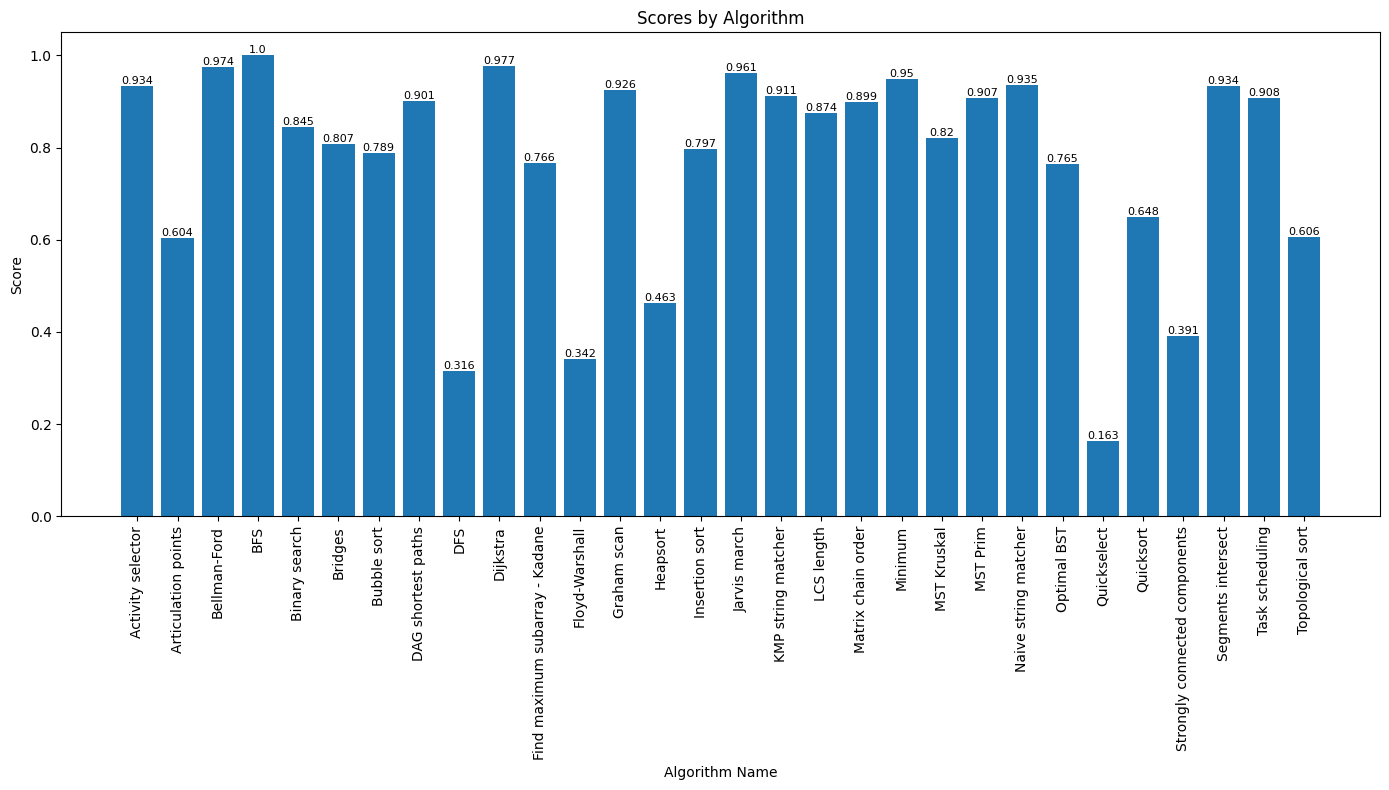 Scores by Algorithm
Score
1.0
0.8
0.6
0.4
0.2
0.0
0.934
0.604
0.974
1.0
0.845
0.807
0.789
0.901
0.316
0.977
0.766
0.342
0.926
0.463
0.797
0.961
0.911
0.874
0.899
0.95
0.82
0.907
0.935
0.765
0.163
0.648
0.391
0.934
0.908
0.606
Activity selector
Articulation points
Bellman-Ford
BFS
Binary search
Bridges
Bubble sort
DAG shortest paths
DFS
Dijkstra
Find maximum subarray - Kadane
Floyd-Warshall
Graham scan
Heapsort
Insertion sort
Jarvis march
KMP string matcher
LCS length
Matrix chain order
Minimum
MST Kruskal
MST Prim
Naive string matcher
Optimal BST
Quickselect
Quicksort
Strongly connected components
Segments intersect
Task scheduling
Topological sort
Algorithm Name